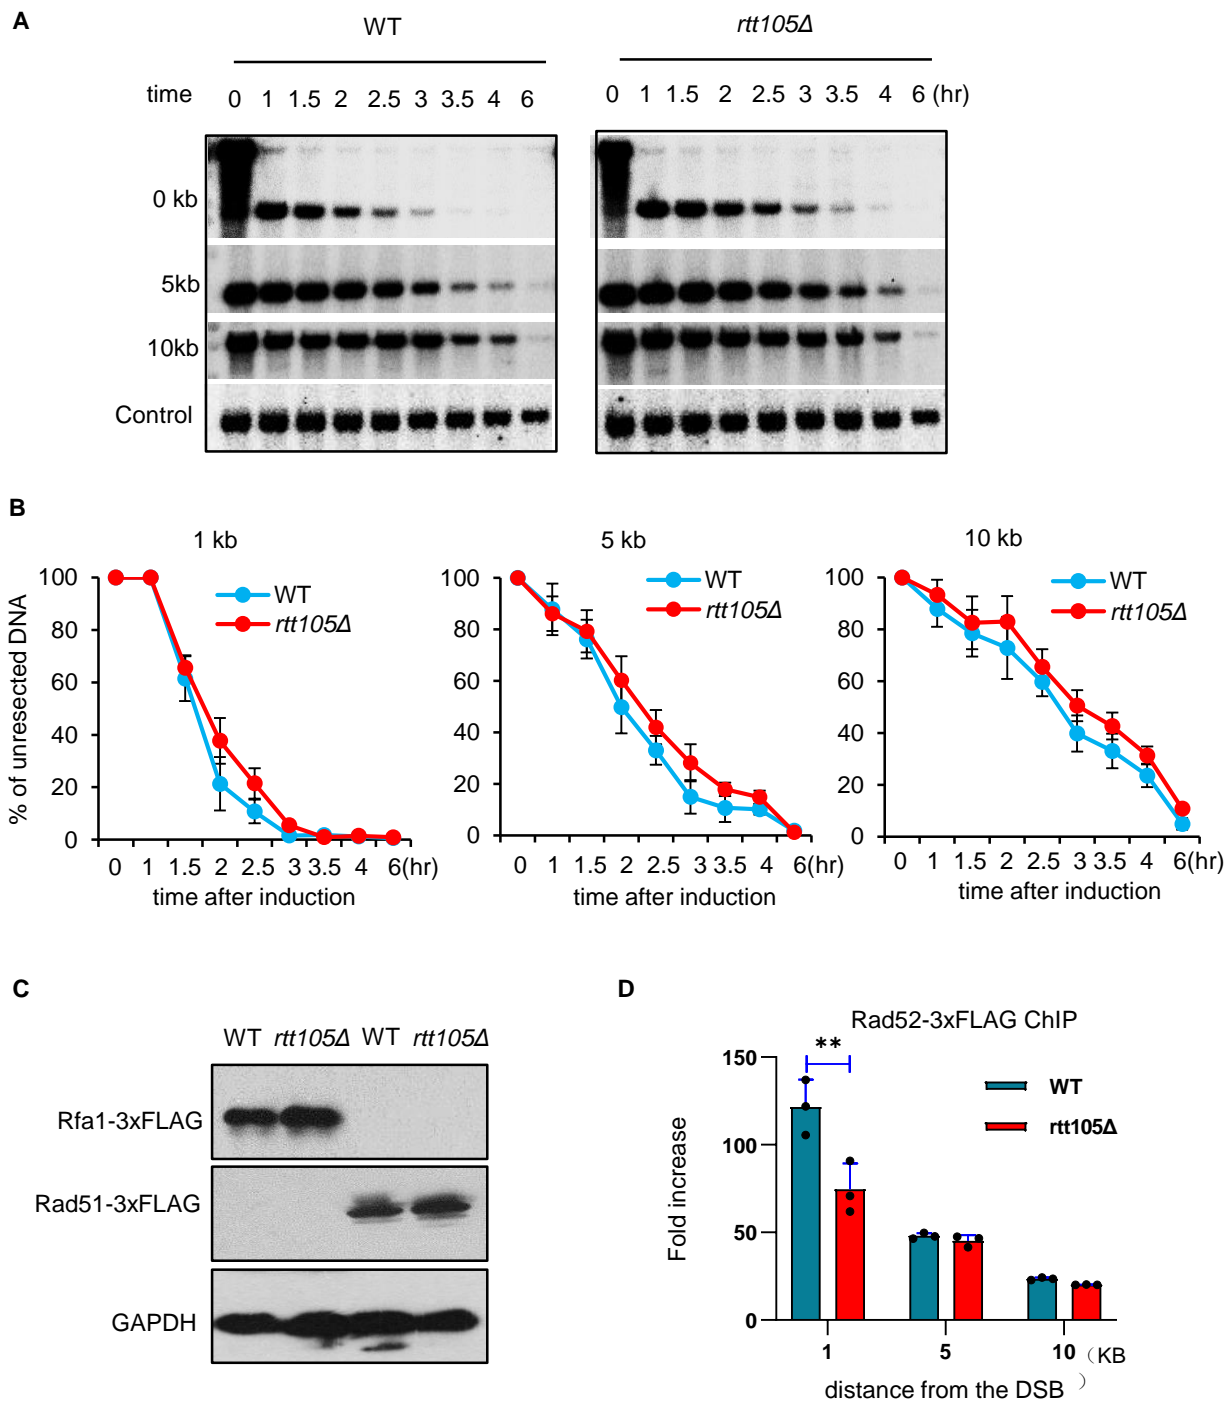 A
WT
rtt105Δ
time 0 1 1.5 2 2.5 3 3.5 4 6
0 1 1.5 2 2.5 3 3.5 4 6 (hr)
0 kb
5kb
10kb
Control
B
1 kb
5 kb
10 kb
% of unresected DNA
100
80
60
40
20
0
WT
rtt105Δ
0 1 1.5 2 2.5 3 3.5 4 6(hr)
time after induction
100
80
60
40
20
0
WT
rtt105Δ
0 1 1.5 2 2.5 3 3.5 4 6(hr)
time after induction
100
80
60
40
20
0
WT
rtt105Δ
0 1 1.5 2 2.5 3 3.5 4 6(hr)
time after induction
C
WT rtt105Δ WT rtt105Δ
Rfa1-3xFLAG
Rad51-3xFLAG
GAPDH
D
Rad52-3xFLAG ChIP
Fold increase
150
100
50
0
**
WT
rtt105Δ
1 5 10 （KB
distance from the DSB ）